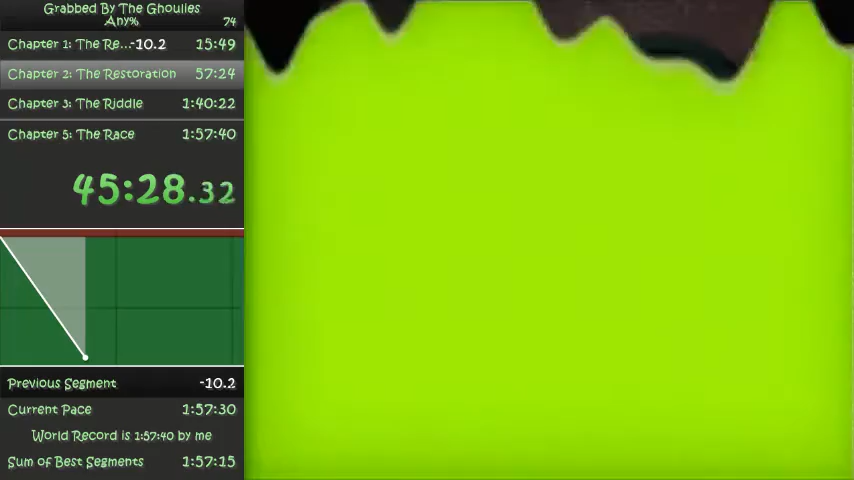 Grabbed By The Ghoulies
Any% 74
Chapter 1: The Re...-10.2 15:49
Chapter 2: The Restoration 57:24
Chapter 3: The Riddle 1:40:22
Chapter 5: The Race 1:57:40
45:28.32
Previous Segment -10.2
Current Pace 1:57:30
World Record is 1:57:40 by me
Sum of Best Segments 1:57:15